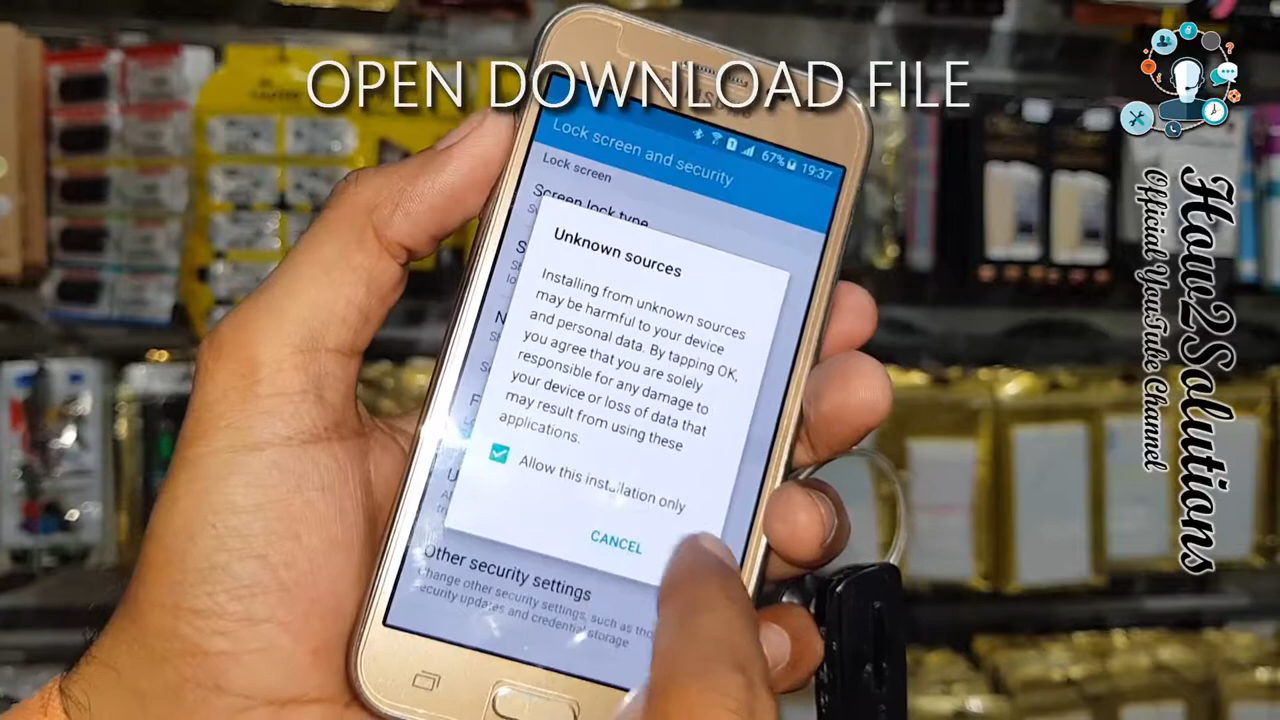 OPEN DOWNLOAD FILE
67% 19:37
Lock screen and security
Lock screen
Screen lock type
Unknown sources
Installing from unknown sources
may be harmful to your device
and personal data. By tapping OK,
you agree that you are solely
responsible for any damage to
your device or loss of data that
may result from using these
applications.
Allow this installation only
CANCEL
Other security settings
Change other security settings, such as
security updates and credential storage
How2Solutions
Official YouTube Channel